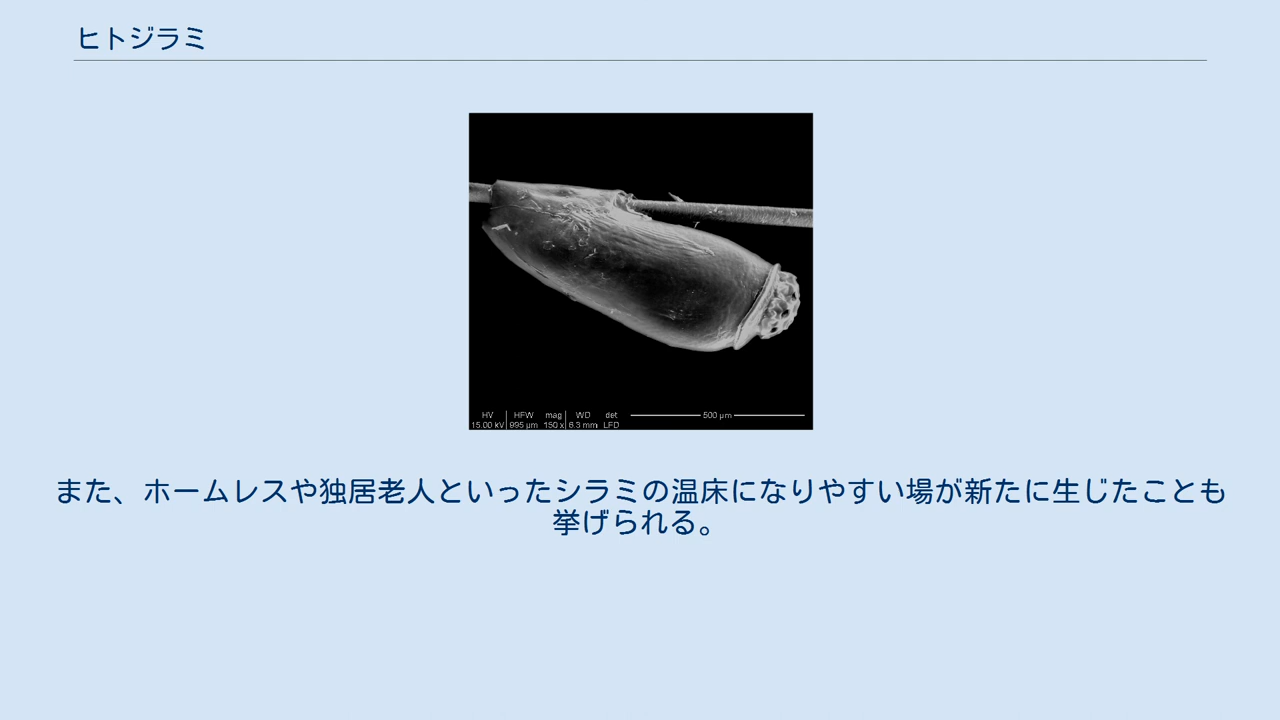 ヒトジラミ
HV HFW mag WD det 500 µm
15.00 kV 995 µm 150 x 6.3 mm LFD
また、ホームレスや独居老人といったシラミの温床になりやすい場が新たに生じたことも
挙げられる。